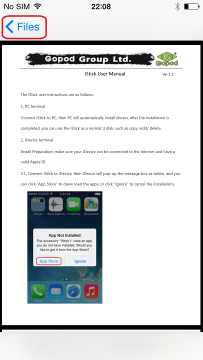 No SIM 22:08
Files
Gopod Group Ltd.
iStick User Manual Ver.2.1
The iStick user instructions are as follows:
1. PC terminal
Connect iStick to PC, then PC will automatically install drivers, after the installation is
completed, you can use the iStick as a normal U disk, such as copy /edit/ delete.
2. iDevice terminal
Install Preparation: make sure your iDevice can be connected to the Internet and have a
valid Apple ID.
2.1, Connect iStick to iDevice, then iDevice will pop-up the message box as below, and you
can click "App Store" to down load the apps, or click "Ignore" to cancel the installation.
App Not Installed
The accessory "iStick I" uses an app
you do not have installed. Would you
like to get it from the App Store?
App Store Ignore